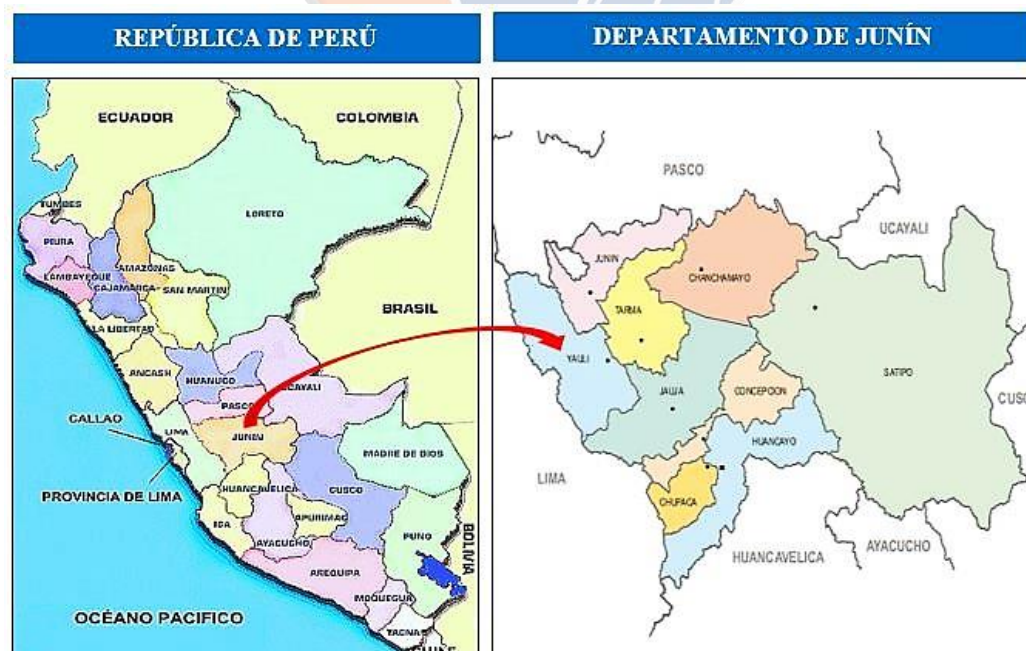 REPÚBLICA DE PERÚ
ECUADOR
COLOMBIA
TUMBES
LORETO
PIURA
AMAZONAS
LAMBAYEQUE
CAJAMARCA
SAN MARTIN
LA LIBERTAD
BRASIL
ANCASH
HUANUCO
UCAYALI
PASCO
CALLAO
LIMA
JUNIN
MADRE DE DIOS
PROVINCIA DE LIMA
HUANCAVELICA
CUSCO
ICA
APURIMAC
AYACUCHO
PUNO
BOLIVIA
AREQUIPA
MOQUEGUA
OCÉANO PACIFICO
TACNA
CHILE
DEPARTAMENTO DE JUNÍN
PASCO
UCAYALI
JUNIN
CHANCHAMAYO
TARMA
YAULI
SATIPO
JAUJA
CONCEPCION
CUSCO
HUANCAYO
LIMA
CHUPACA
AYACUCHO
HUANCAVELICA